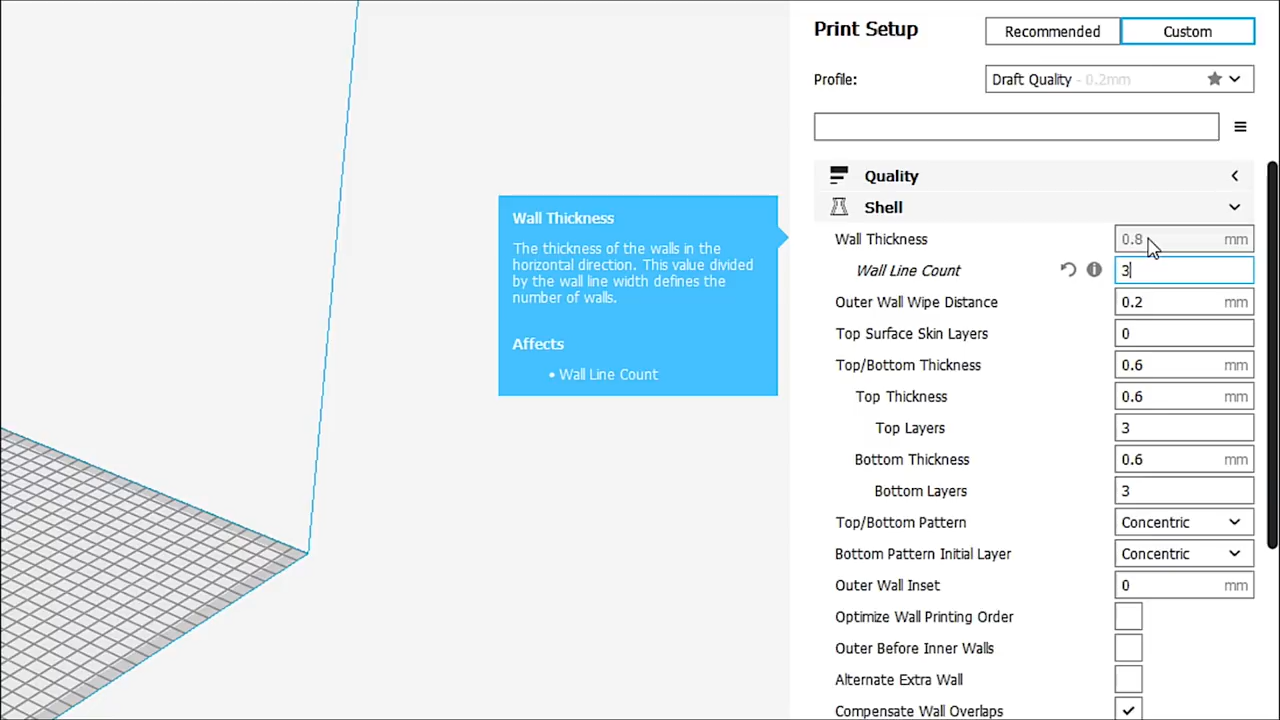 Print Setup
Recommended
Custom
Profile:
Draft Quality - 0.2mm
Quality
Shell
Wall Thickness
0.8 mm
Wall Line Count
3
Outer Wall Wipe Distance
0.2 mm
Top Surface Skin Layers
0
Top/Bottom Thickness
0.6 mm
Top Thickness
0.6 mm
Top Layers
3
Bottom Thickness
0.6 mm
Bottom Layers
3
Top/Bottom Pattern
Concentric
Bottom Pattern Initial Layer
Concentric
Outer Wall Inset
0 mm
Optimize Wall Printing Order
Outer Before Inner Walls
Alternate Extra Wall
Compensate Wall Overlaps
Wall Thickness
The thickness of the walls in the
horizontal direction. This value divided
by the wall line width defines the
number of walls.
Affects
• Wall Line Count